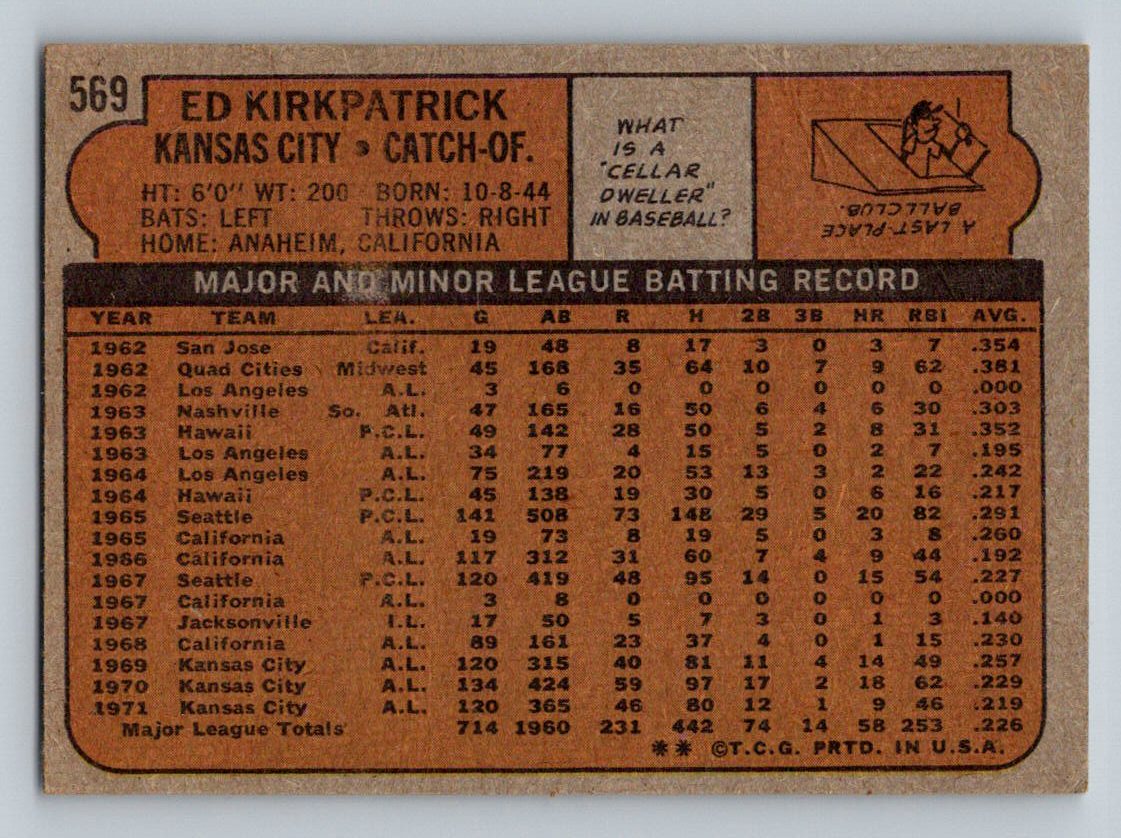 569
ED KIRKPATRICK
KANSAS CITY • CATCH-OF.
HT: 6'0" WT: 200 BORN: 10-8-44
BATS: LEFT THROWS: RIGHT
HOME: ANAHEIM, CALIFORNIA
WHAT
IS A
"CELLAR
DWELLER"
IN BASEBALL?
A LAST-PLACE
BALLCLUB.
MAJOR AND MINOR LEAGUE BATTING RECORD
YEAR TEAM LEA. G AB R H 2B 3B HR RBI AVG.
1962 San Jose Calif. 19 48 8 17 3 0 3 7 .354
1962 Quad Cities Midwest 45 168 35 64 10 7 9 62 .381
1962 Los Angeles A.L. 3 6 0 0 0 0 0 0 .000
1963 Nashville So. Atl. 47 165 16 50 6 4 6 30 .303
1963 Hawaii P.C.L. 49 142 28 50 5 2 8 31 .352
1963 Los Angeles A.L. 34 77 4 15 5 0 2 7 .195
1964 Los Angeles A.L. 75 219 20 53 13 3 2 22 .242
1964 Hawaii P.C.L. 45 138 19 30 5 0 6 16 .217
1965 Seattle P.C.L. 141 508 73 148 29 5 20 82 .291
1965 California A.L. 19 73 8 19 5 0 3 8 .260
1966 California A.L. 117 312 31 60 7 4 9 44 .192
1967 Seattle P.C.L. 120 419 48 95 14 0 15 54 .227
1967 California A.L. 3 8 0 0 0 0 0 0 .000
1967 Jacksonville I.L. 17 50 5 7 3 0 1 3 .140
1968 California A.L. 89 161 23 37 4 0 1 15 .230
1969 Kansas City A.L. 120 315 40 81 11 4 14 49 .257
1970 Kansas City A.L. 134 424 59 97 17 2 18 62 .229
1971 Kansas City A.L. 120 365 46 80 12 1 9 46 .219
Major League Totals 714 1960 231 442 74 14 58 253 .226
** ©T.C.G. PRTD. IN U.S.A.